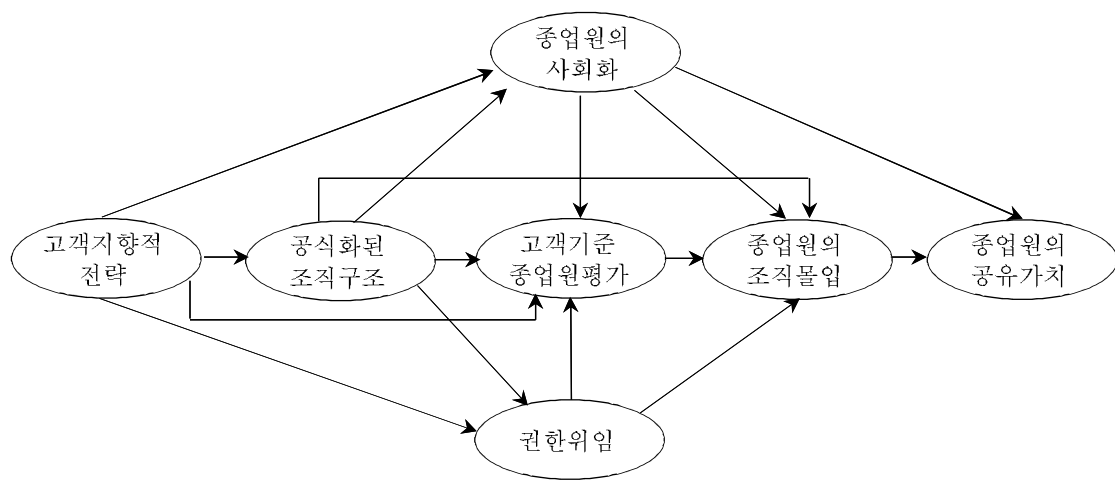 종업원의
사회화
고객지향적
전략
공식화된
조직구조
고객기준
종업원평가
종업원의
조직몰입
종업원의
공유가치
권한위임